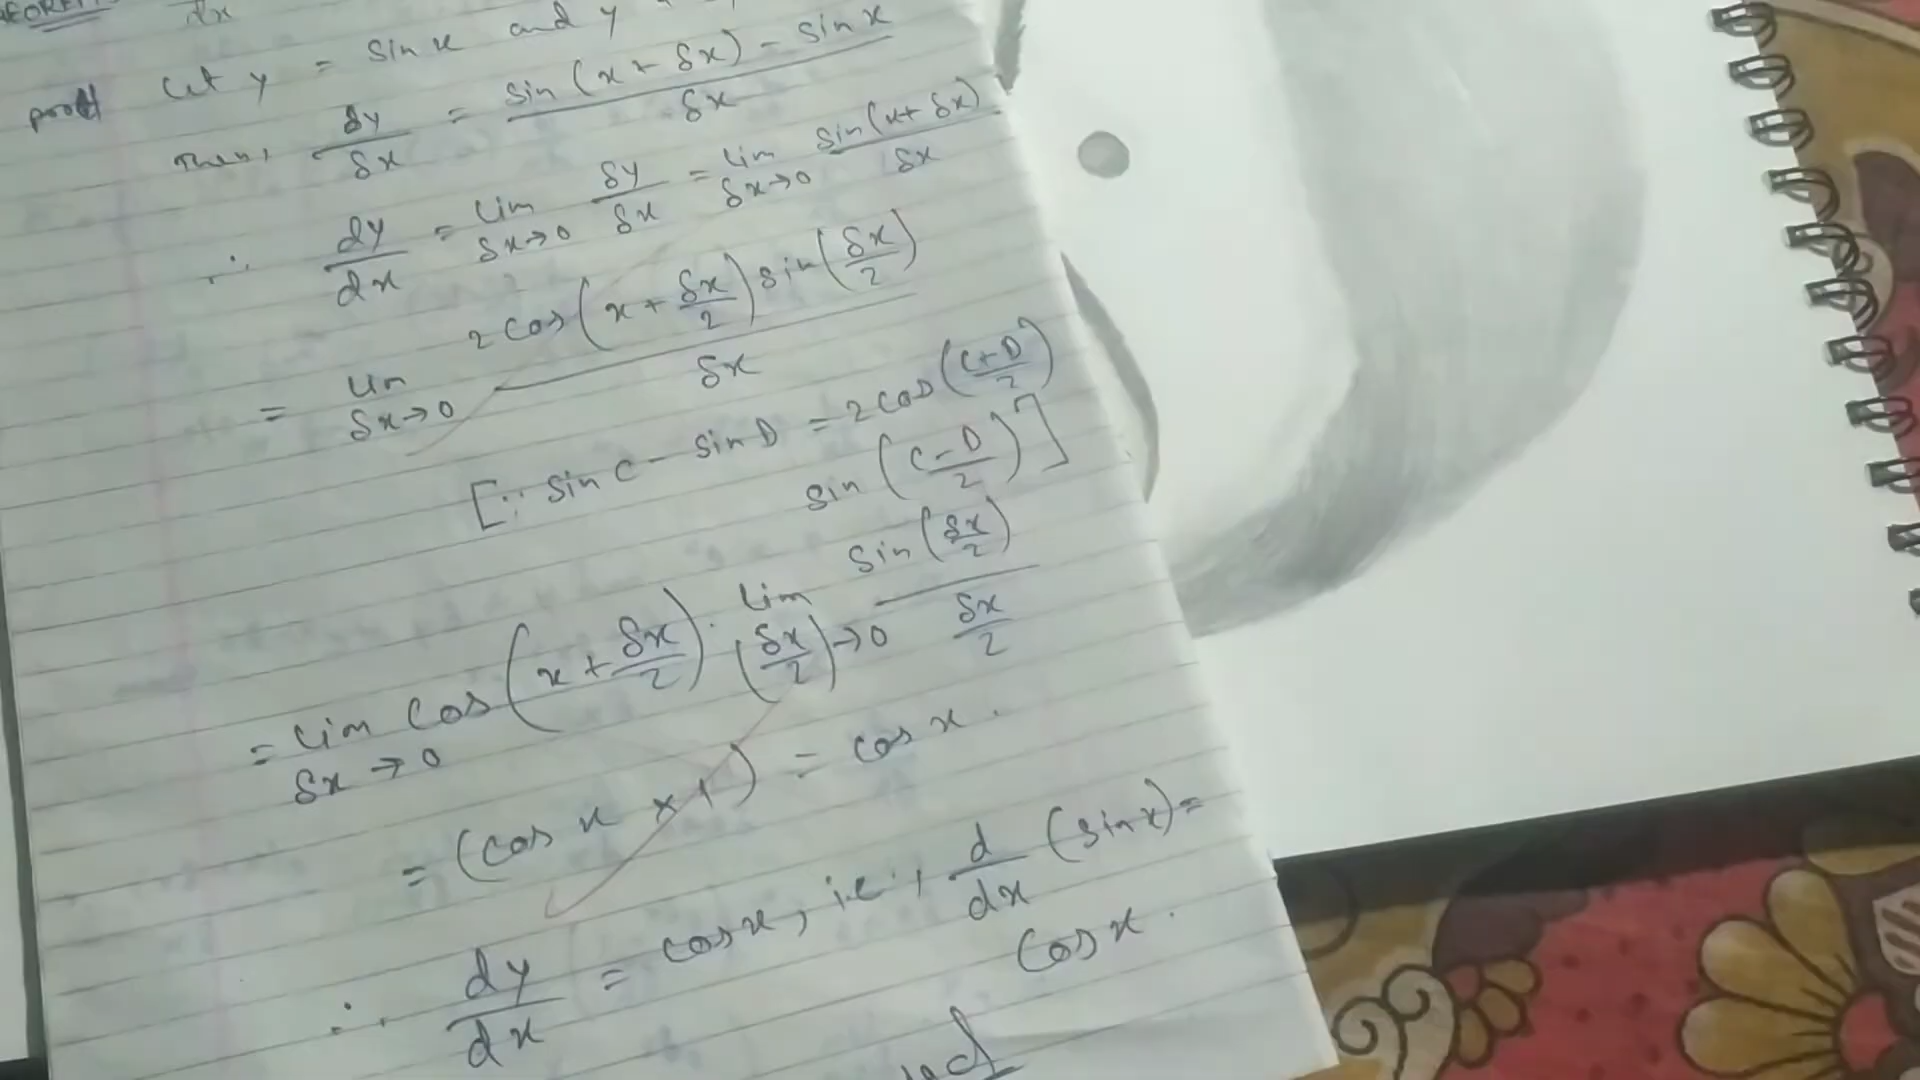 dx
proof Let y = sin x and y
Then, δy/δx = sin (x + δx) - sin x / δx
∴ dy/dx = lim δx→0 δy/δx = lim δx→0 sin(x + δx) / δx
= lim δx→0 2 cos(x + δx/2) sin(δx/2) / δx
[∵ sin C - sin D = 2 cos(C+D/2)
sin (C-D/2)]
= lim δx→0 cos (x + δx/2) · lim (δx/2)→0 sin(δx/2) / δx/2
= (cos x × 1) = cos x.
∴ dy/dx = cos x, i.e., d/dx (sin x) =
cos x.